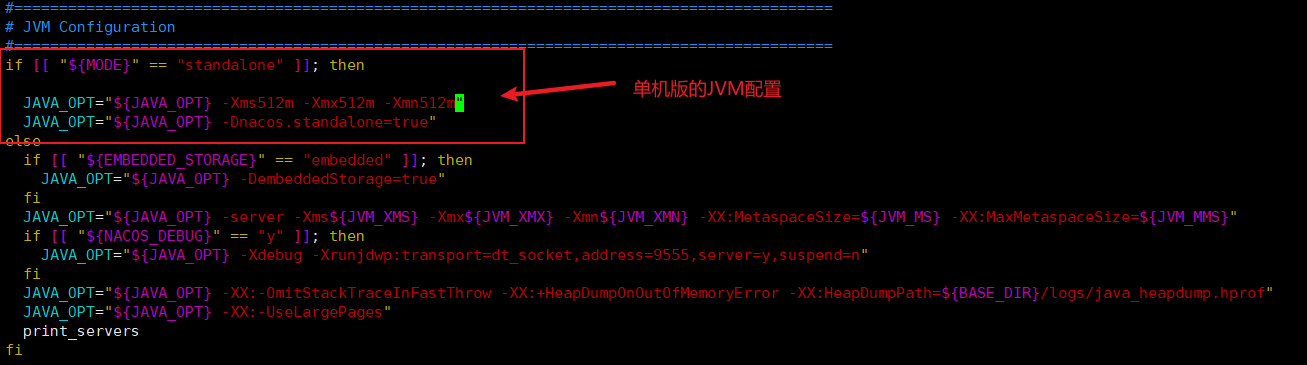 #===========================================================================================
# JVM Configuration
#===========================================================================================
if [[ "${MODE}" == "standalone" ]]; then
JAVA_OPT="${JAVA_OPT} -Xms512m -Xmx512m -Xmn512m"
单机版的JVM配置
JAVA_OPT="${JAVA_OPT} -Dnacos.standalone=true"
else
if [[ "${EMBEDDED_STORAGE}" == "embedded" ]]; then
JAVA_OPT="${JAVA_OPT} -DembeddedStorage=true"
fi
JAVA_OPT="${JAVA_OPT} -server -Xms${JVM_XMS} -Xmx${JVM_XMX} -Xmn${JVM_XMN} -XX:MetaspaceSize=${JVM_MS} -XX:MaxMetaspaceSize=${JVM_MMS}"
if [[ "${NACOS_DEBUG}" == "y" ]]; then
JAVA_OPT="${JAVA_OPT} -Xdebug -Xrunjdwp:transport=dt_socket,address=9555,server=y,suspend=n"
fi
JAVA_OPT="${JAVA_OPT} -XX:-OmitStackTraceInFastThrow -XX:+HeapDumpOnOutOfMemoryError -XX:HeapDumpPath=${BASE_DIR}/logs/java_heapdump.hprof"
JAVA_OPT="${JAVA_OPT} -XX:-UseLargePages"
print_servers
fi